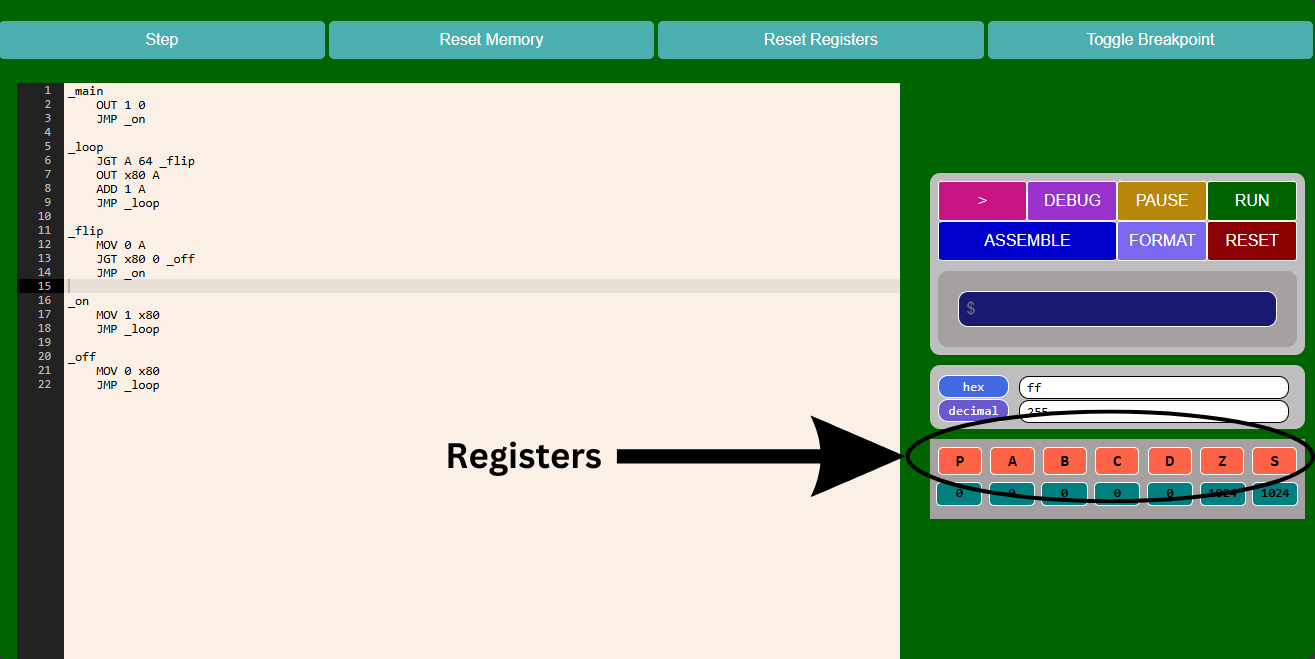 Step Reset Memory Reset Registers Toggle Breakpoint
1 _main
2 OUT 1 0
3 JMP _on
4
5 _loop
6 JGT A 64 _flip
7 OUT x80 A
8 ADD 1 A
9 JMP _loop
10
11 _flip
12 MOV 0 A
13 JGT x80 0 _off
14 JMP _on
15
16 _on
17 MOV 1 x80
18 JMP _loop
19
20 _off
21 MOV 0 x80
22 JMP _loop
> DEBUG PAUSE RUN
ASSEMBLE FORMAT RESET
$
hex ff
decimal 255
Registers
P A B C D Z S
0 0 0 0 0 1024 1024